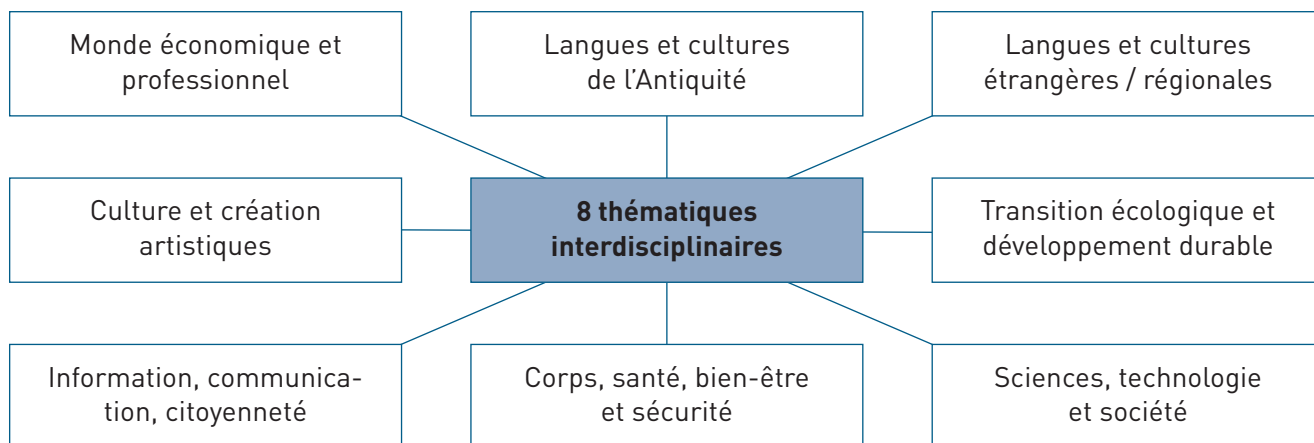 Monde économique et
professionnel
Langues et cultures
de l’Antiquité
Langues et cultures
étrangères / régionales
Culture et création
artistiques
8 thématiques
interdisciplinaires
Transition écologique et
développement durable
Information, communica-
tion, citoyenneté
Corps, santé, bien-être
et sécurité
Sciences, technologie
et société